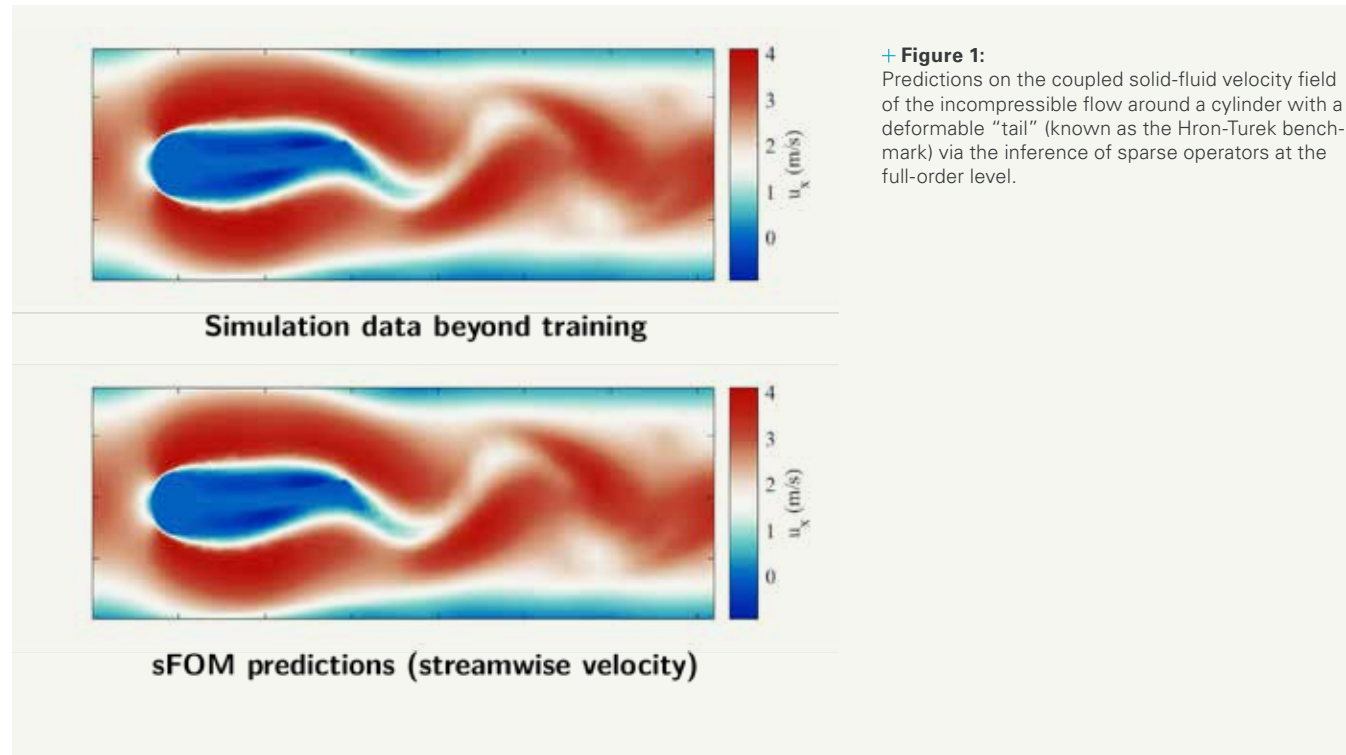 4
3
2
1
0
u_x (m/s)
Simulation data beyond training
4
3
2
1
0
u_x (m/s)
sFOM predictions (streamwise velocity)
+ Figure 1:
Predictions on the coupled solid-fluid velocity field
of the incompressible flow around a cylinder with a
deformable “tail” (known as the Hron-Turek bench-
mark) via the inference of sparse operators at the
full-order level.